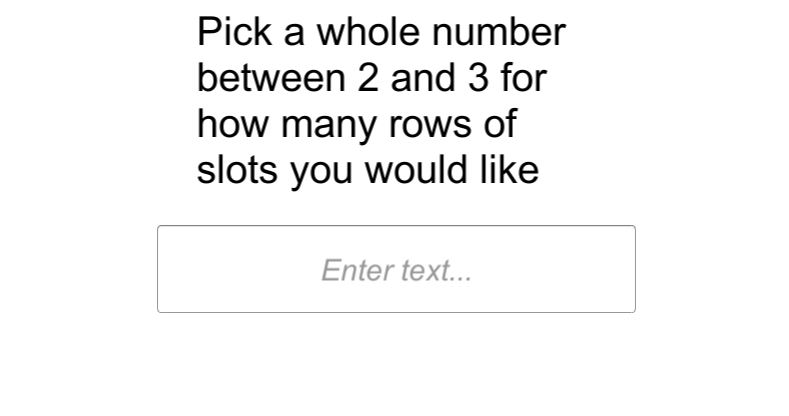 Pick a whole number
between 2 and 3 for
how many rows of
slots you would like
Enter text...